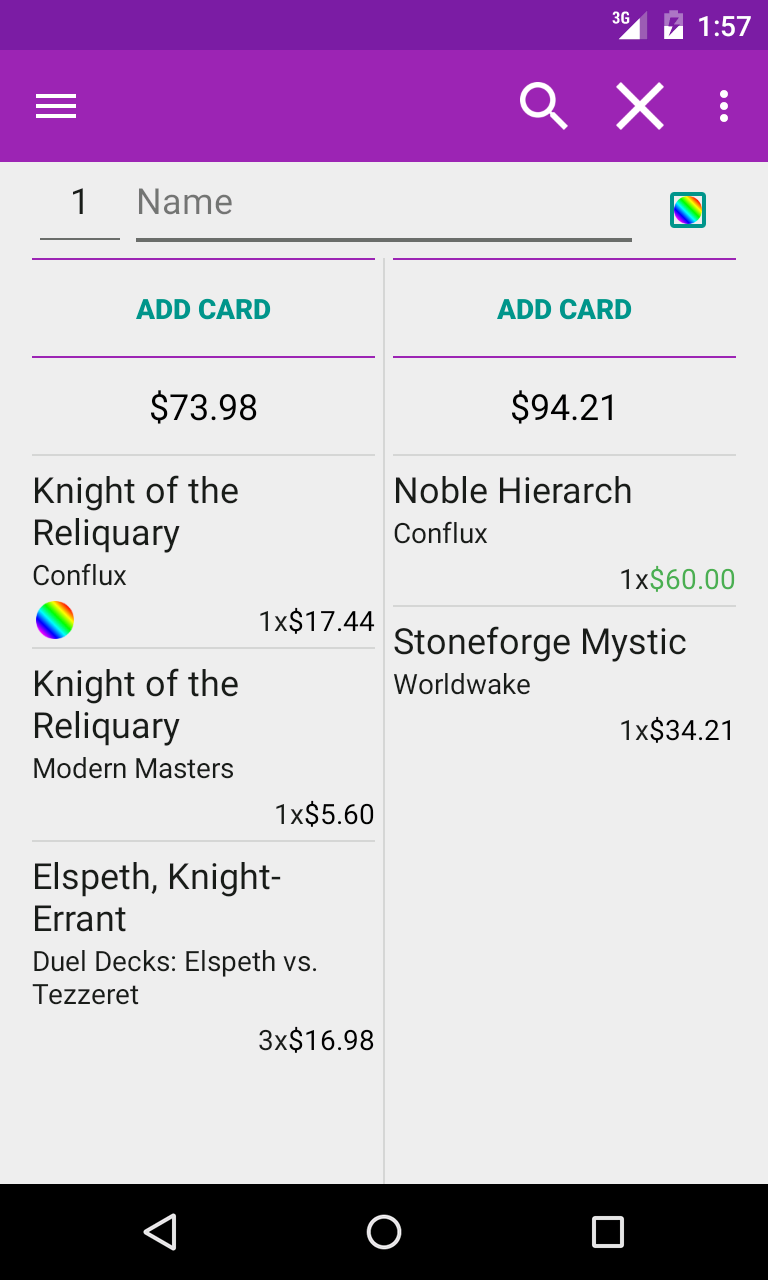 3G 1:57
1 Name
ADD CARD
$73.98
Knight of the
Reliquary
Conflux
1x$17.44
Knight of the
Reliquary
Modern Masters
1x$5.60
Elspeth, Knight-
Errant
Duel Decks: Elspeth vs.
Tezzeret
3x$16.98
ADD CARD
$94.21
Noble Hierarch
Conflux
1x$60.00
Stoneforge Mystic
Worldwake
1x$34.21